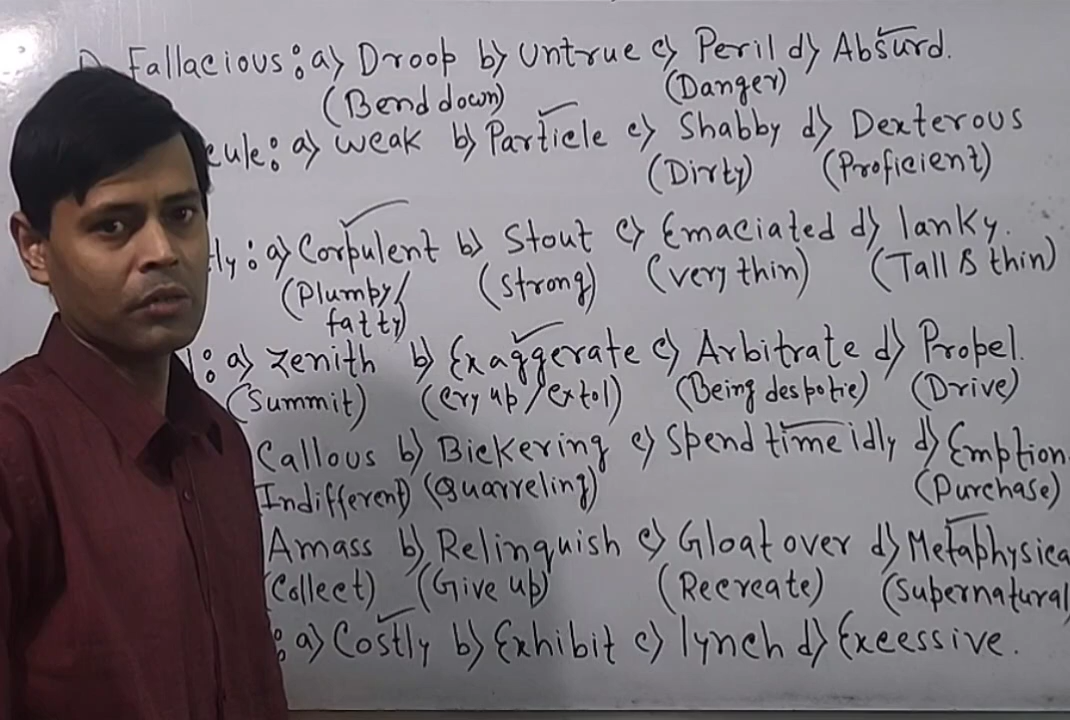 Fallacious: a) Droop b) Untrue c) Peril d) Absurd.
(Bend down) (Danger)
cule: a) weak b) Particle c) Shabby d) Dexterous
(Dirty) (Proficient)
tly: a) Corpulent b) Stout c) Emaciated d) lanky.
(Plumpy/ (strong) (very thin) (Tall & thin)
fatty)
: a) Zenith b) Exaggerate c) Arbitrate d) Propel.
(Summit) (cry up/extol) (Being despotic) (Drive)
Callous b) Bickering c) Spend time idly d) Emption
Indifferent) (Quarreling) (Purchase)
Amass b) Relinquish c) Gloat over d) Metaphysica
(Collect) (Give up) (Recreate) (Supernatural
: a) Costly b) Exhibit c) lynch d) Excessive.